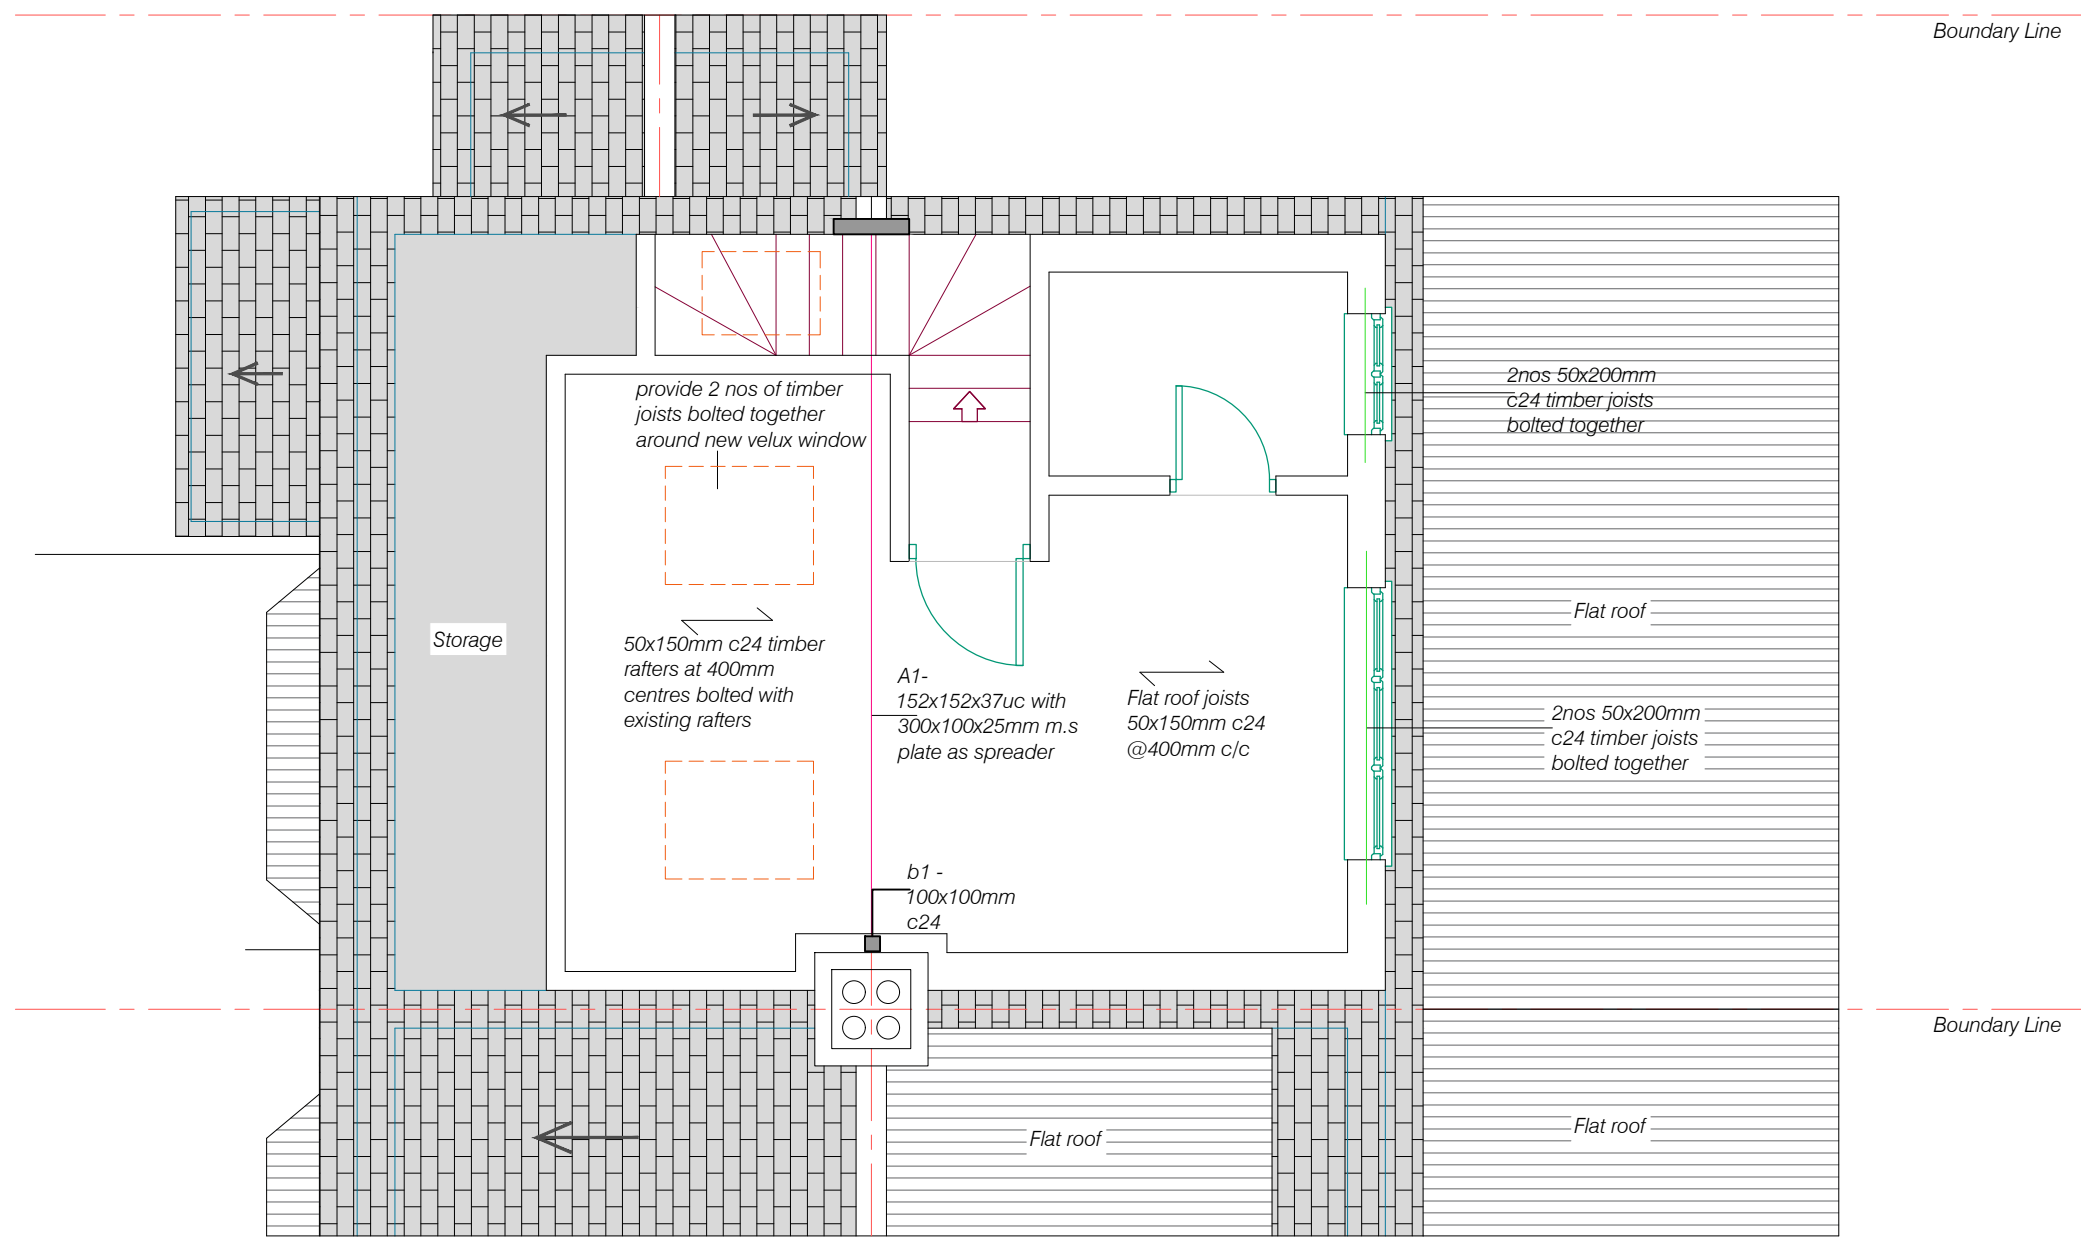 Boundary Line
provide 2 nos of timber
joists bolted together
around new velux window
2nos 50x200mm
c24 timber joists
bolted together
Flat roof
Storage
50x150mm c24 timber
rafters at 400mm
centres bolted with
existing rafters
A1-
152x152x37uc with
300x100x25mm m.s
plate as spreader
Flat roof joists
50x150mm c24
@400mm c/c
2nos 50x200mm
c24 timber joists
bolted together
b1 -
100x100mm
c24
Boundary Line
Flat roof
Flat roof